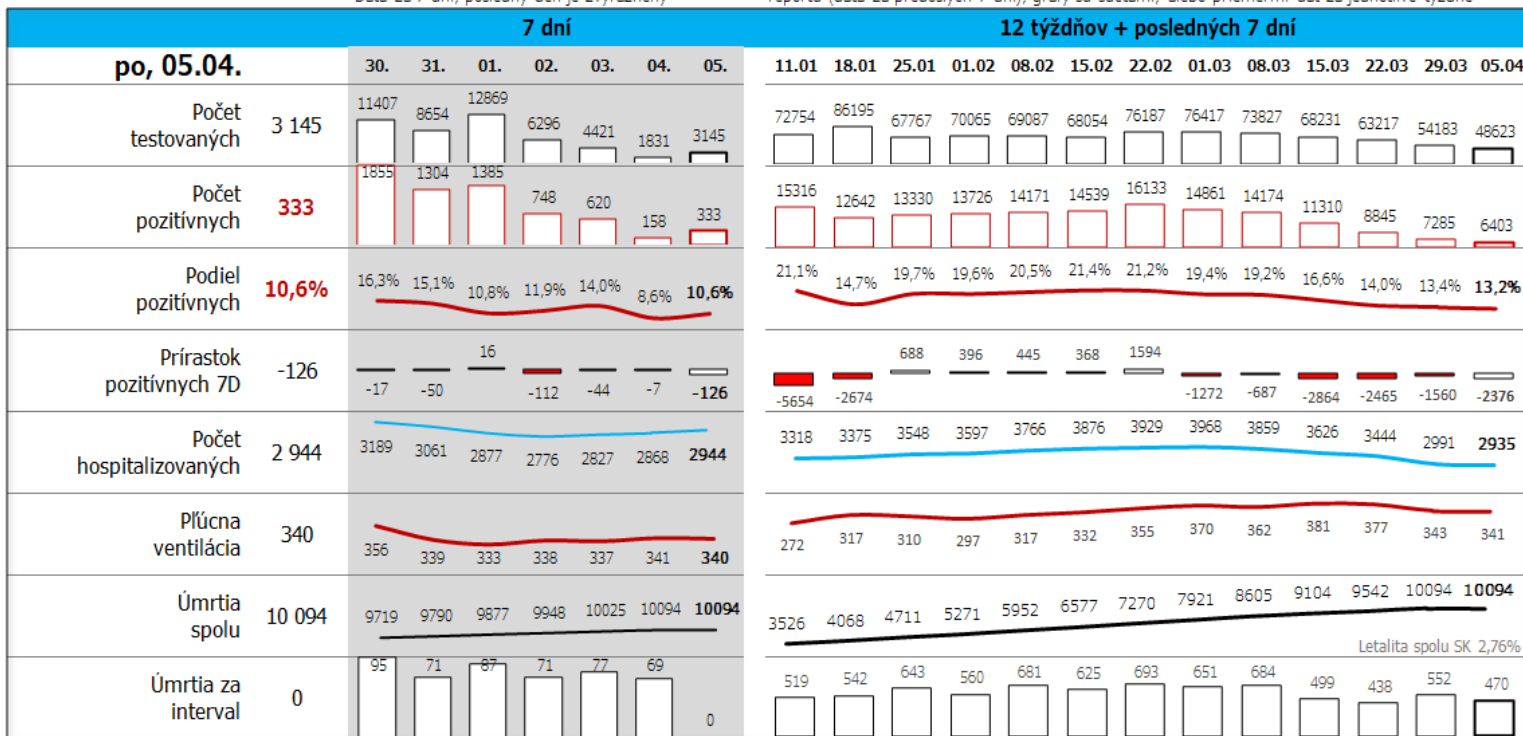 7 dní 12 týždňov + posledných 7 dní
po, 05.04. 30. 31. 01. 02. 03. 04. 05. 11.01 18.01 25.01 01.02 08.02 15.02 22.02 01.03 08.03 15.03 22.03 29.03 05.04
Počet testovaných 3 145 11407 8654 12869 6296 4421 1831 3145 72754 86195 67767 70065 69087 68054 76187 76417 73827 68231 63217 54183 48623
Počet pozitívnych 333 1855 1304 1385 748 620 158 333 15316 12642 13330 13726 14171 14539 16133 14861 14174 11310 8845 7285 6403
Podiel pozitívnych 10,6% 16,3% 15,1% 10,8% 11,9% 14,0% 8,6% 10,6% 21,1% 14,7% 19,7% 19,6% 20,5% 21,4% 21,2% 19,4% 19,2% 16,6% 14,0% 13,4% 13,2%
Prírastok pozitívnych 7D -126 -17 -50 16 -112 -44 -7 -126 -5654 -2674 688 396 445 368 1594 -1272 -687 -2864 -2465 -1560 -2376
Počet hospitalizovaných 2 944 3189 3061 2877 2776 2827 2868 2944 3318 3375 3548 3597 3766 3876 3929 3968 3859 3626 3444 2991 2935
Pľúcna ventilácia 340 356 339 333 338 337 341 340 272 317 310 297 317 332 355 370 362 381 377 343 341
Úmrtia spolu 10 094 9719 9790 9877 9948 10025 10094 10094 3526 4068 4711 5271 5952 6577 7270 7921 8605 9104 9542 10094 10094
Letalita spolu SK 2,76%
Úmrtia za interval 0 95 71 87 71 77 69 0 519 542 643 560 681 625 693 651 684 499 438 552 470